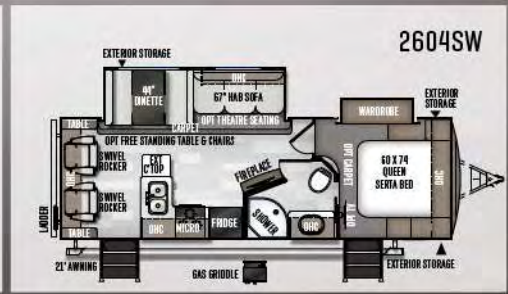 2604SW
EXTERIOR STORAGE
EXTERIOR
STORAGE
44"
DINETTE
OHC
67" HAB SOFA
OPT THEATRE SEATING
WARDROBE
TABLE
CARPET
OPT FREE STANDING TABLE & CHAIRS
SWIVEL
ROCKER
EXT
C'TOP
FIREPLACE
OPT CARPET
60 X 74
QUEEN
SERTA BED
OHC
OHC
SWIVEL
ROCKER
LADDER
TABLE
OHC
MICRO
FRIDGE
SHOWER
OHC
21' AWNING
GAS GRIDDLE
EXTERIOR STORAGE